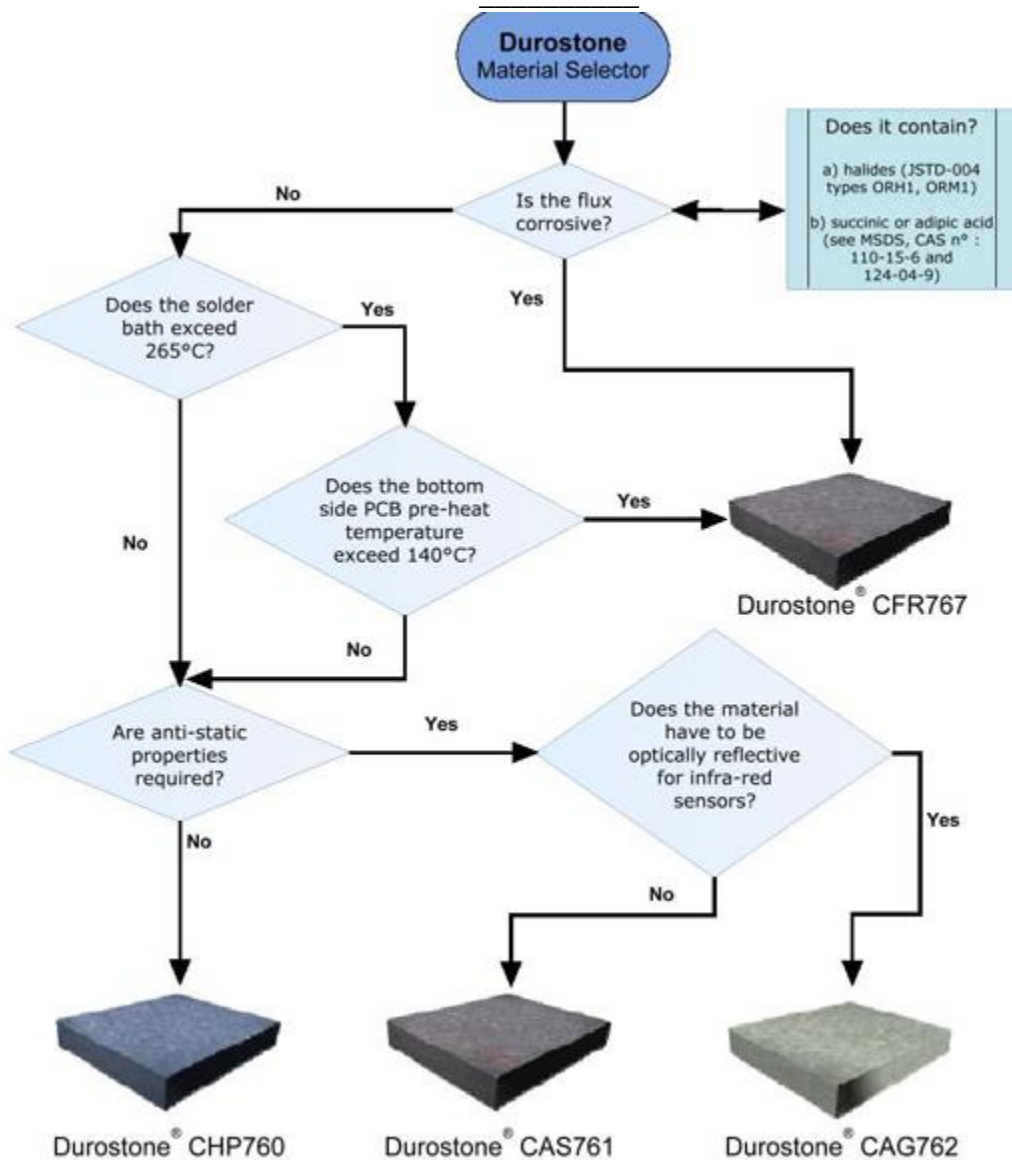 Durostone
Material Selector
Does it contain?
a) halides (JSTD-004
types ORH1, ORM1)
b) succinic or adipic acid
(see MSDS, CAS n° :
110-15-6 and
124-04-9)
No
Is the flux
corrosive?
Yes
Does the solder
bath exceed
265°C?
Yes
No
Does the bottom
side PCB pre-heat
temperature
exceed 140°C?
Yes
Durostone® CFR767
No
Are anti-static
properties
required?
Yes
Does the material
have to be
optically reflective
for infra-red
sensors?
Yes
No
No
Durostone® CHP760
Durostone® CAS761
Durostone® CAG762